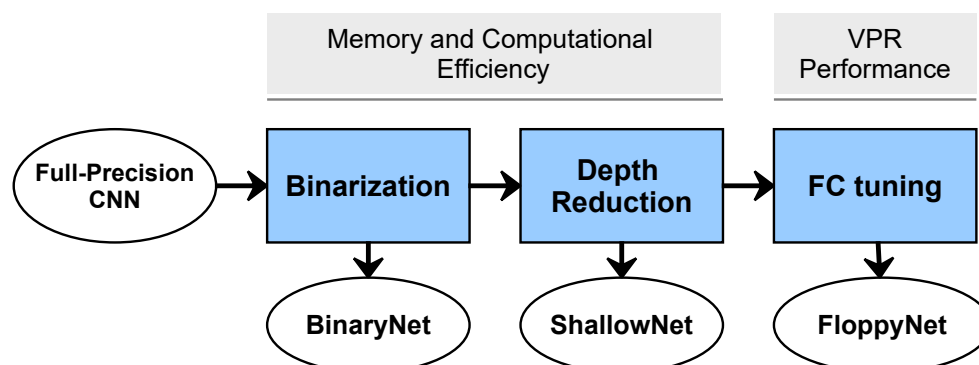 Memory and Computational
Efficiency
VPR
Performance
Full-Precision
CNN
Binarization
Depth
Reduction
FC tuning
BinaryNet
ShallowNet
FloppyNet